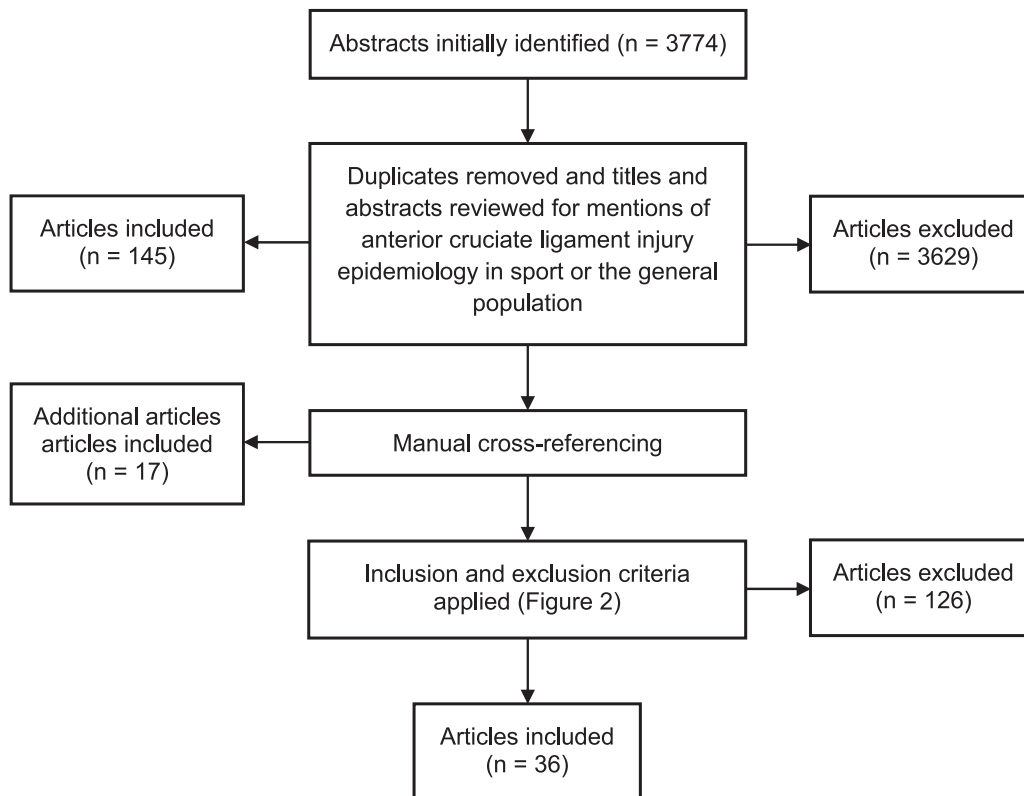 Abstracts initially identified (n = 3774)
Duplicates removed and titles and
abstracts reviewed for mentions of
anterior cruciate ligament injury
epidemiology in sport or the general
population
Articles included
(n = 145)
Articles excluded
(n = 3629)
Manual cross-referencing
Additional articles
articles included
(n = 17)
Inclusion and exclusion criteria
applied (Figure 2)
Articles excluded
(n = 126)
Articles included
(n = 36)